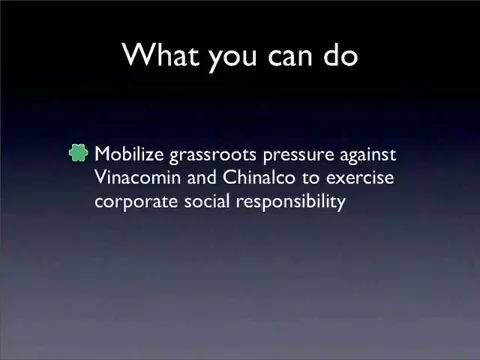 What you can do
Mobilize grassroots pressure against
Vinacomin and Chinalco to exercise
corporate social responsibility